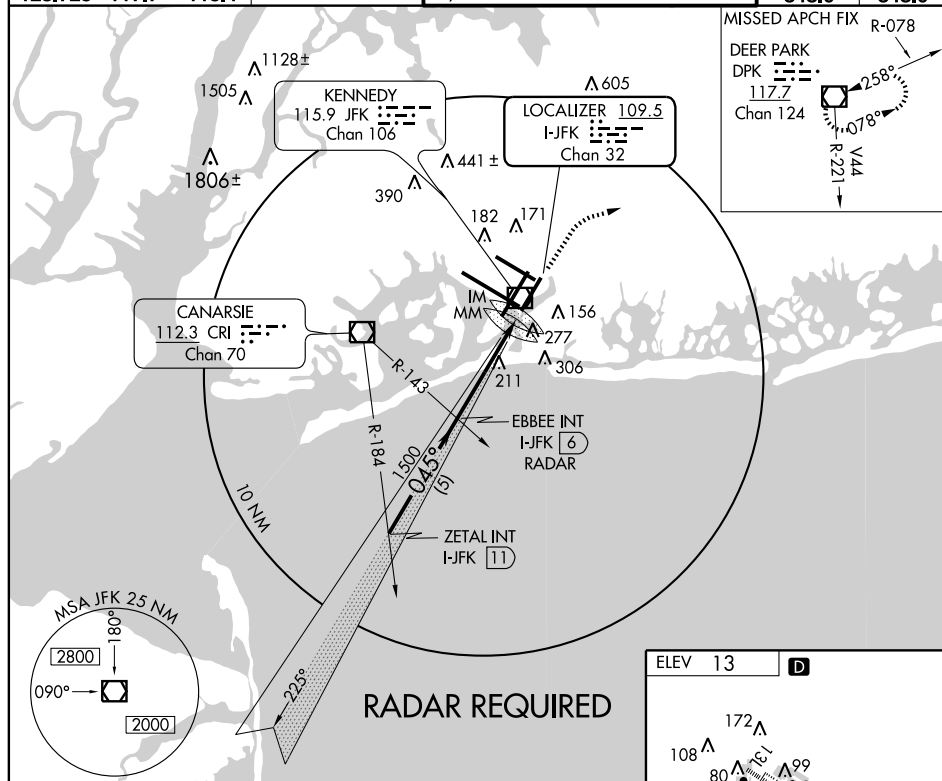 MISSED APCH FIX
R-078
DEER PARK
DPK
117.7
Chan 124
258°
078°
V44
R-221
1128±
1505
1806±
KENNEDY
115.9 JFK
Chan 106
605
LOCALIZER 109.5
I-JFK
Chan 32
441 ±
390
182
171
IM
MM
156
277
306
211
CANARSIE
112.3 CRI
Chan 70
R-143
R-184
EBBEE INT
I-JFK 6
RADAR
1500
045°
(5)
ZETAL INT
I-JFK 11
10 NM
225°
MSA JFK 25 NM
180°
2800
090°
2000
RADAR REQUIRED
ELEV 13
D
172
108
80
13L
99